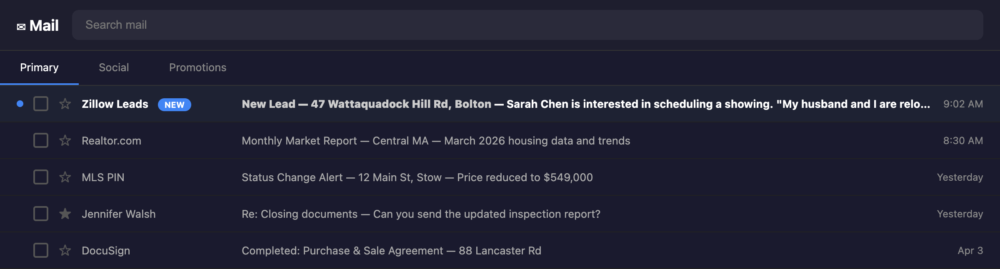 ✉ Mail Search mail
Primary Social Promotions
Zillow Leads NEW New Lead — 47 Wattaquadock Hill Rd, Bolton — Sarah Chen is interested in scheduling a showing. "My husband and I are relo... 9:02 AM
Realtor.com Monthly Market Report — Central MA — March 2026 housing data and trends 8:30 AM
MLS PIN Status Change Alert — 12 Main St, Stow — Price reduced to $549,000 Yesterday
Jennifer Walsh Re: Closing documents — Can you send the updated inspection report? Yesterday
DocuSign Completed: Purchase & Sale Agreement — 88 Lancaster Rd Apr 3